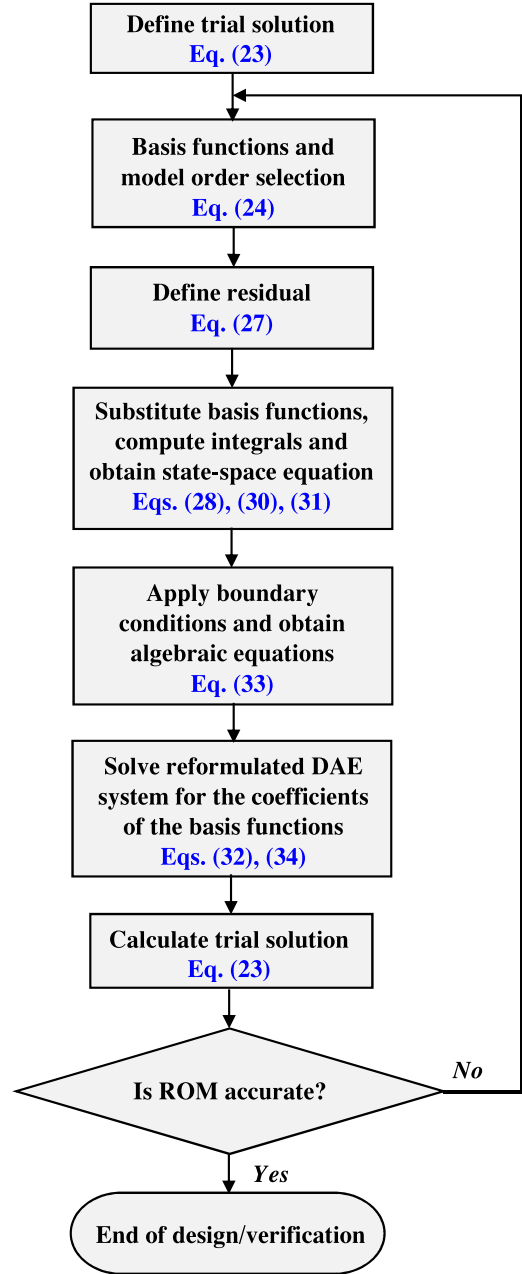 Define trial solution
Eq. (23)
Basis functions and
model order selection
Eq. (24)
Define residual
Eq. (27)
Substitute basis functions,
compute integrals and
obtain state-space equation
Eqs. (28), (30), (31)
Apply boundary
conditions and obtain
algebraic equations
Eq. (33)
Solve reformulated DAE
system for the coefficients
of the basis functions
Eqs. (32), (34)
Calculate trial solution
Eq. (23)
Is ROM accurate?
No
Yes
End of design/verification